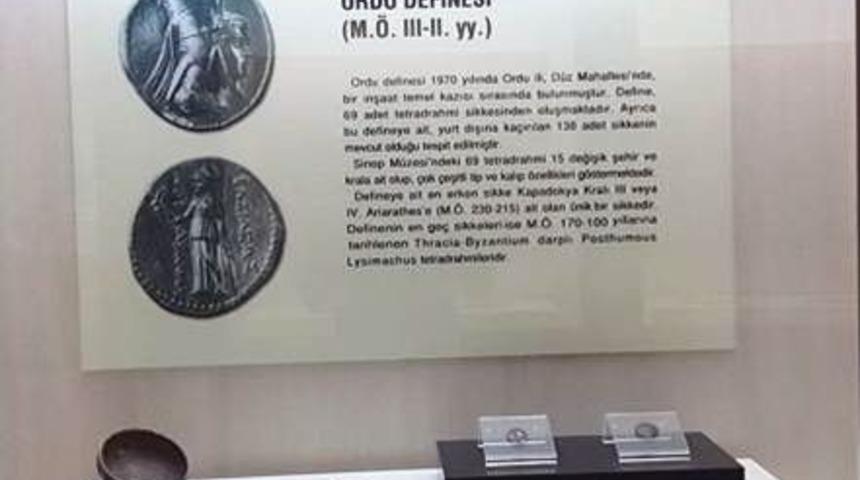 ORDU DEFİNESİ
(M.Ö. III-II. yy.)
Ordu definesi 1970 yılında Ordu ili, Düz Mahallesi'nde,
bir inşaat temel kazısı sırasında bulunmuştur. Define,
69 adet tetradrahmi sikkesinden oluşmaktadır. Ayrıca
bu defineye ait, yurt dışına kaçırılan 136 adet sikkenin
mevcut olduğu tespit edilmiştir.
Sinop Müzesi'ndeki 69 tetradrahmi 15 değişik şehir ve
krala ait olup, çok çeşitli tip ve kalıp özellikleri göstermektedir.
Defineye ait en erken sikke Kapadokya Kralı III veya
IV. Ariarathes'e (M.Ö. 230-215) ait olan ünik bir sikkedir.
Definenin en geç sikkeleri ise M.Ö. 170-100 yıllarına
tarihlenen Thracia-Byzantium darplı Posthumous
Lysimachus tetradrahmileridir.